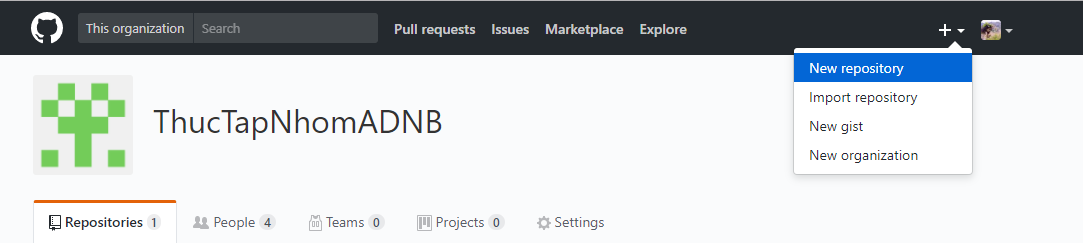 This organization Search Pull requests Issues Marketplace Explore
New repository
Import repository
New gist
New organization
ThucTapNhomADNB
Repositories 1 People 4 Teams 0 Projects 0 Settings